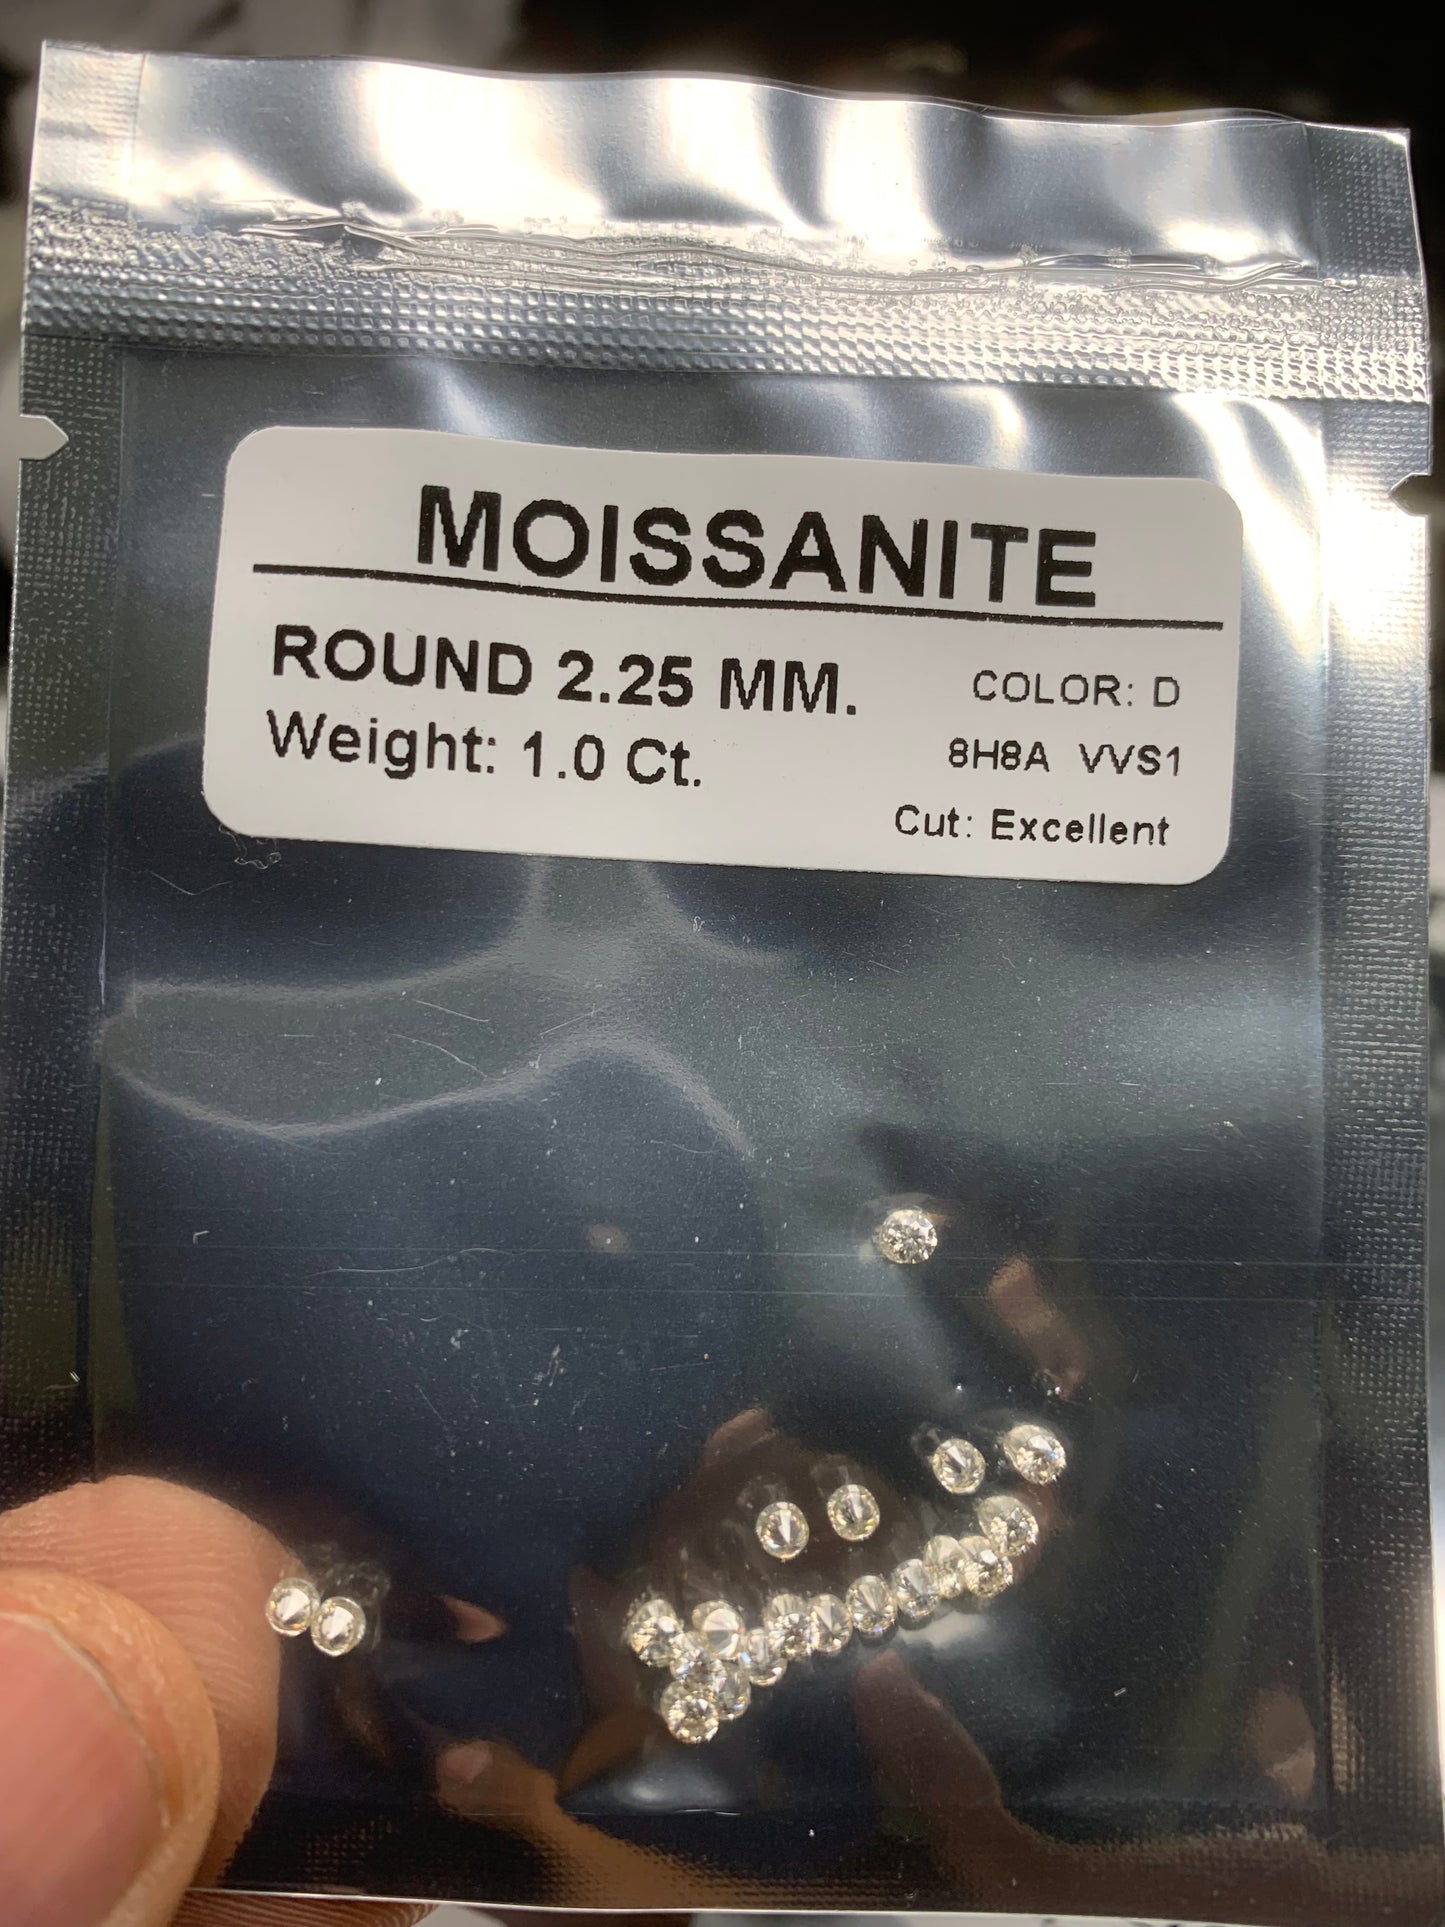 MOISSANITE
ROUND 2.25 MM.
COLOR: D
Weight: 1.0 Ct.
8H8A VVS1
Cut: Excellent